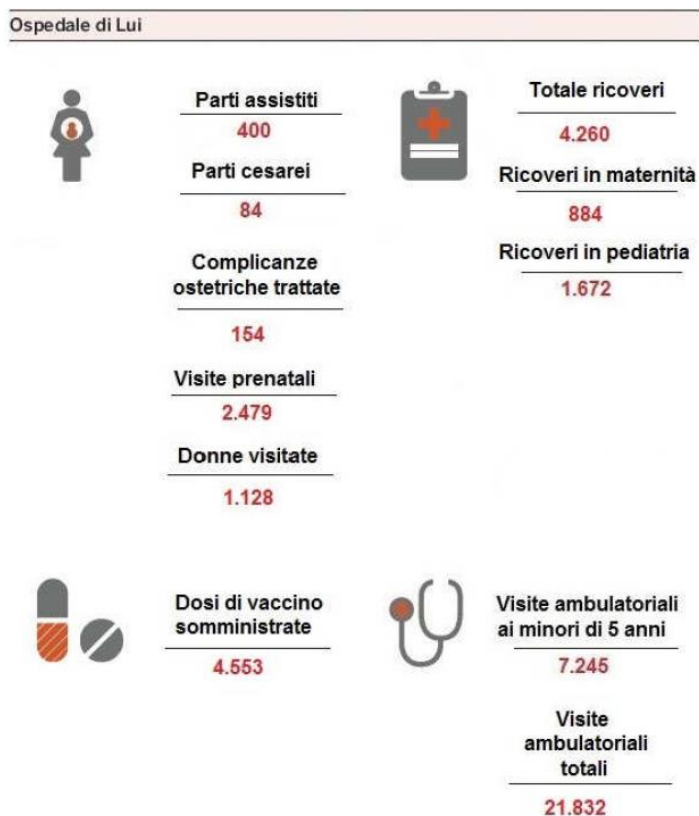 Ospedale di Lui
Parti assistiti
400
Parti cesarei
84
Complicanze
ostetriche trattate
154
Visite prenatali
2.479
Donne visitate
1.128
Totale ricoveri
4.260
Ricoveri in maternità
884
Ricoveri in pediatria
1.672
Dosi di vaccino
somministrate
4.553
Visite ambulatoriali
ai minori di 5 anni
7.245
Visite
ambulatoriali
totali
21.832